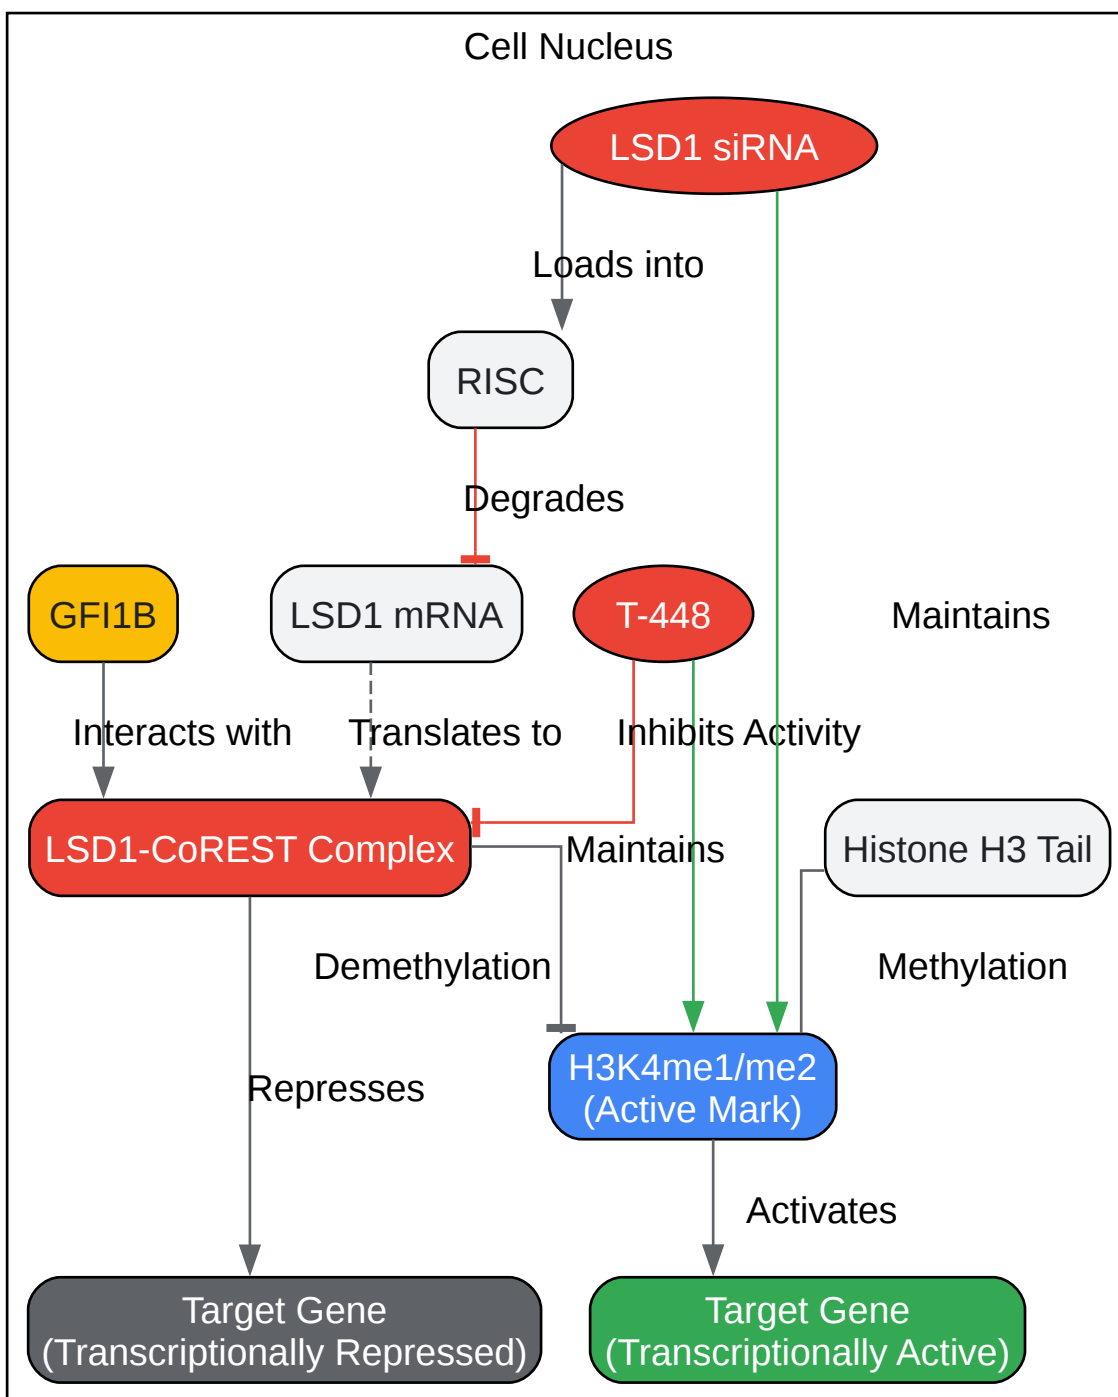 Cell Nucleus
LSD1 siRNA
Loads into
RISC
Degrades
GFI1B
LSD1 mRNA
T-448
Maintains
Interacts with
Translates to
Inhibits Activity
LSD1-CoREST Complex
Maintains
Histone H3 Tail
Demethylation
Methylation
H3K4me1/me2
(Active Mark)
Represses
Activates
Target Gene
(Transcriptionally Repressed)
Target Gene
(Transcriptionally Active)